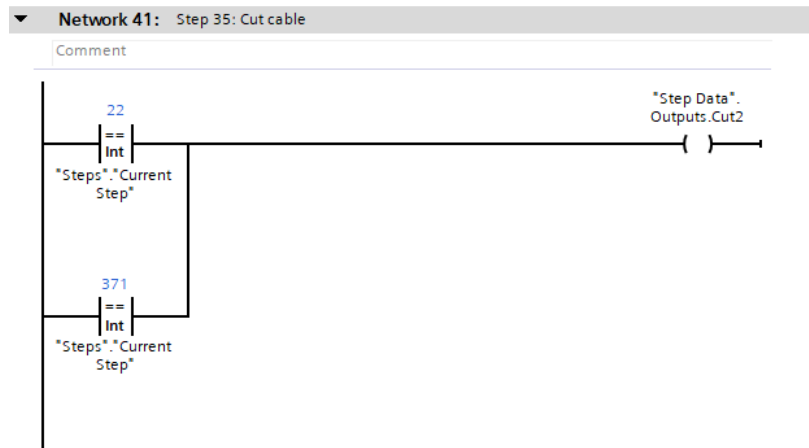 Network 41: Step 35: Cut cable
Comment
22
"Step Data".
Outputs.Cut2
==
Int
"Steps"."Current
Step"
371
==
Int
"Steps"."Current
Step"